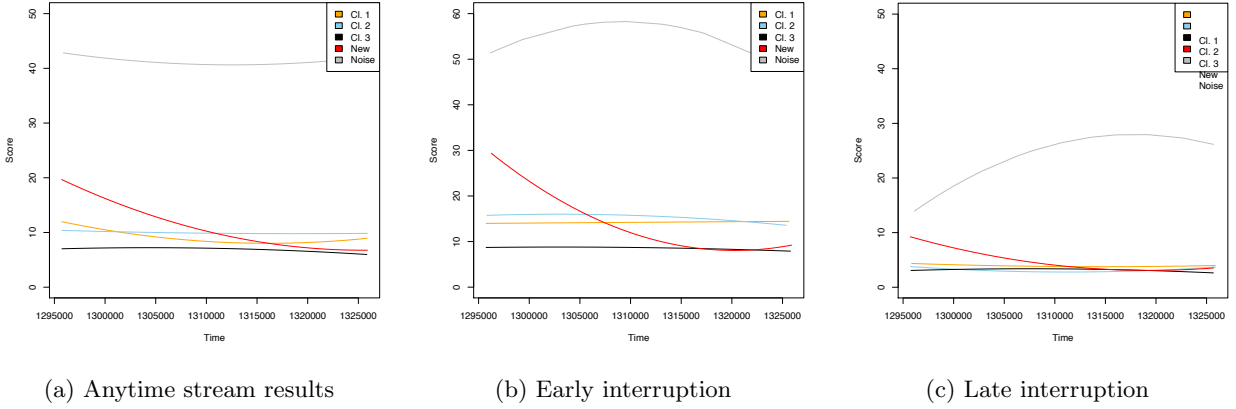 50
40
30
20
10
0
Score
1295000 1300000 1305000 1310000 1315000 1320000 1325000
Time
Cl. 1
Cl. 2
Cl. 3
New
Noise
(a) Anytime stream results
60
50
40
30
20
10
0
Score
1295000 1300000 1305000 1310000 1315000 1320000 1325000
Time
Cl. 1
Cl. 2
Cl. 3
New
Noise
(b) Early interruption
50
40
30
20
10
0
Score
1295000 1300000 1305000 1310000 1315000 1320000 1325000
Time
Cl. 1
Cl. 2
Cl. 3
New
Noise
(c) Late interruption